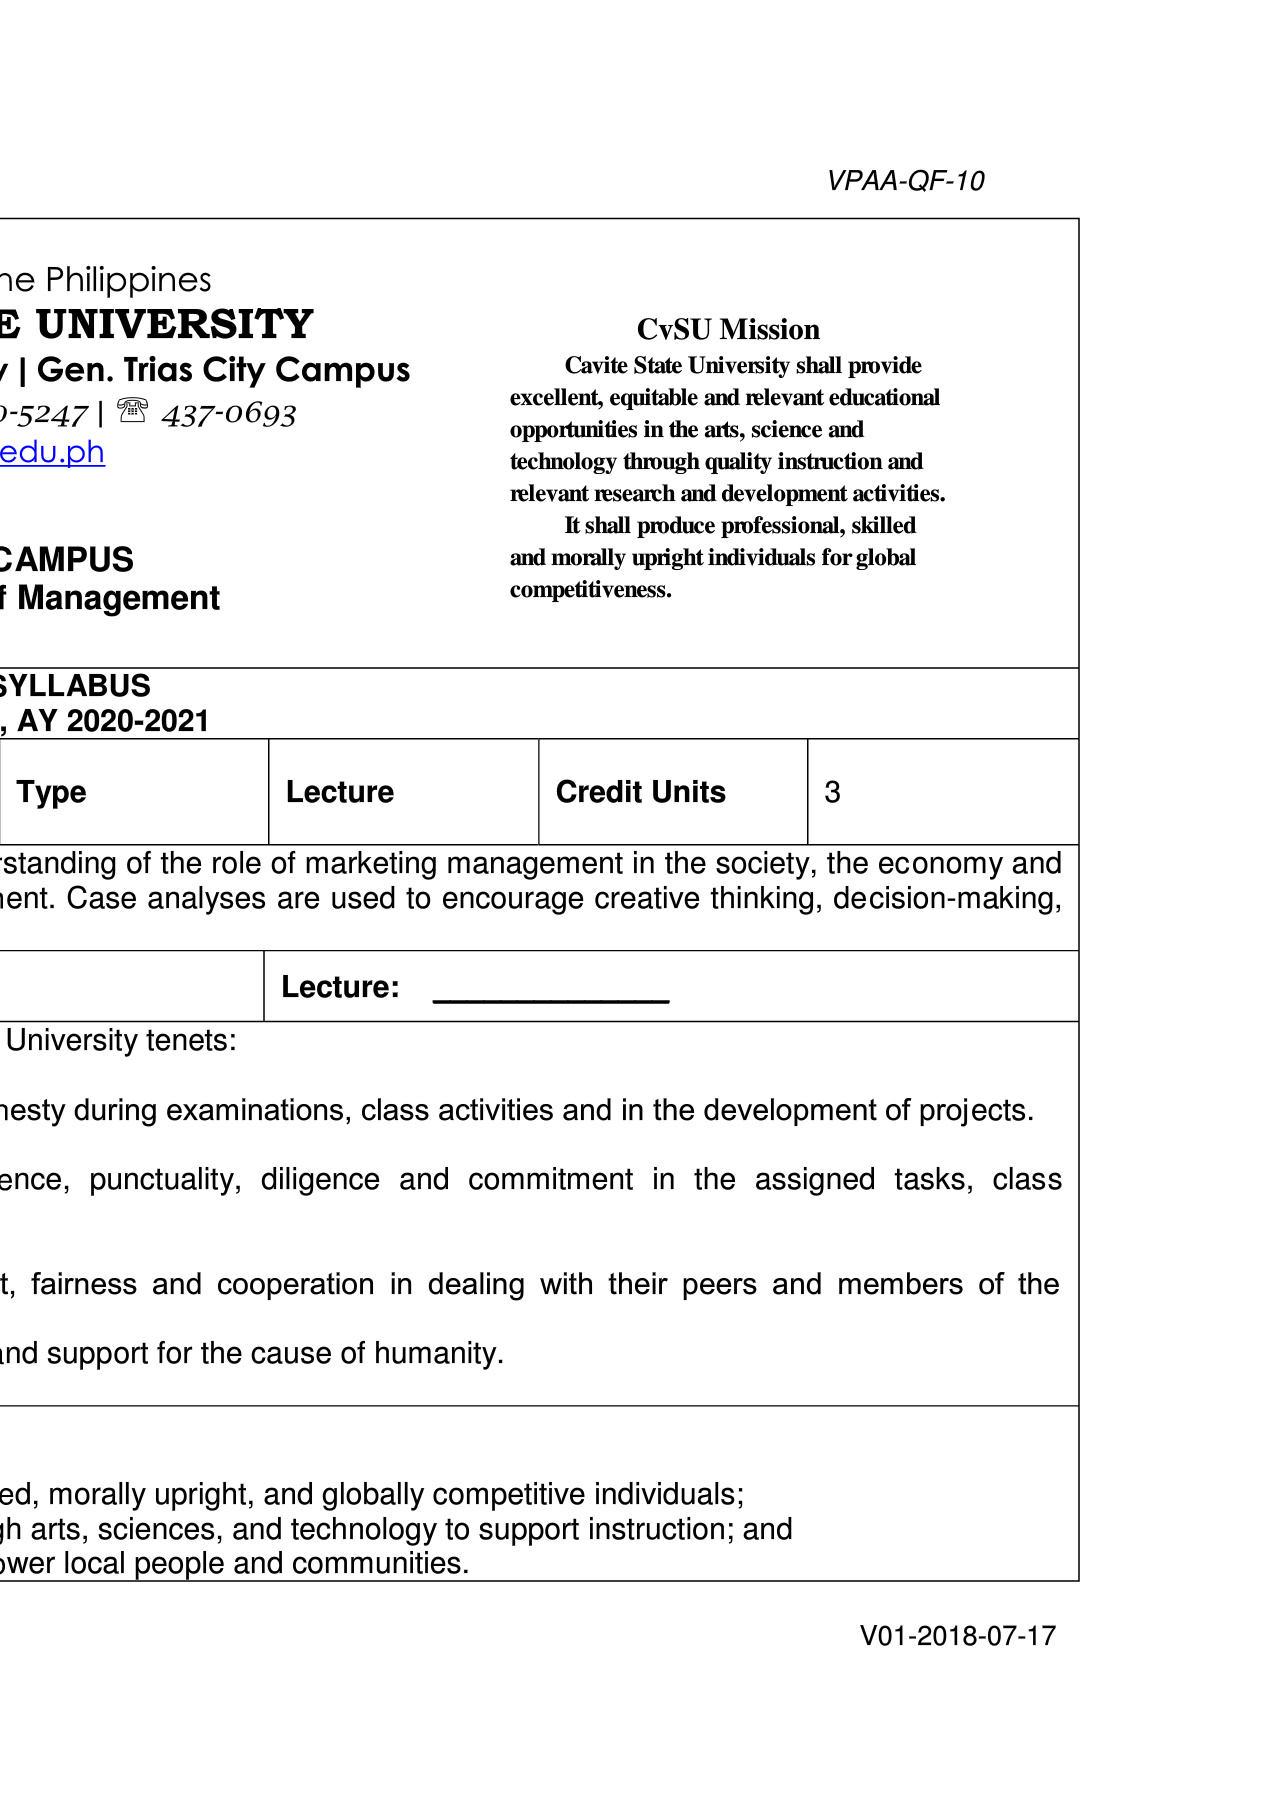 VPAA-QF-10
he Philippines
E UNIVERSITY
y | Gen. Trias City Campus
0-5247 | ☏ 437-0693
edu.ph
CAMPUS
f Management
CvSU Mission
Cavite State University shall provide
excellent, equitable and relevant educational
opportunities in the arts, science and
technology through quality instruction and
relevant research and development activities.
It shall produce professional, skilled
and morally upright individuals for global
competitiveness.
SYLLABUS
, AY 2020-2021
Type Lecture Credit Units 3
rstanding of the role of marketing management in the society, the economy and
nent. Case analyses are used to encourage creative thinking, decision-making,
Lecture: ______________
University tenets:
nesty during examinations, class activities and in the development of projects.
ence, punctuality, diligence and commitment in the assigned tasks, class
t, fairness and cooperation in dealing with their peers and members of the
and support for the cause of humanity.
ed, morally upright, and globally competitive individuals;
gh arts, sciences, and technology to support instruction; and
ower local people and communities.
V01-2018-07-17